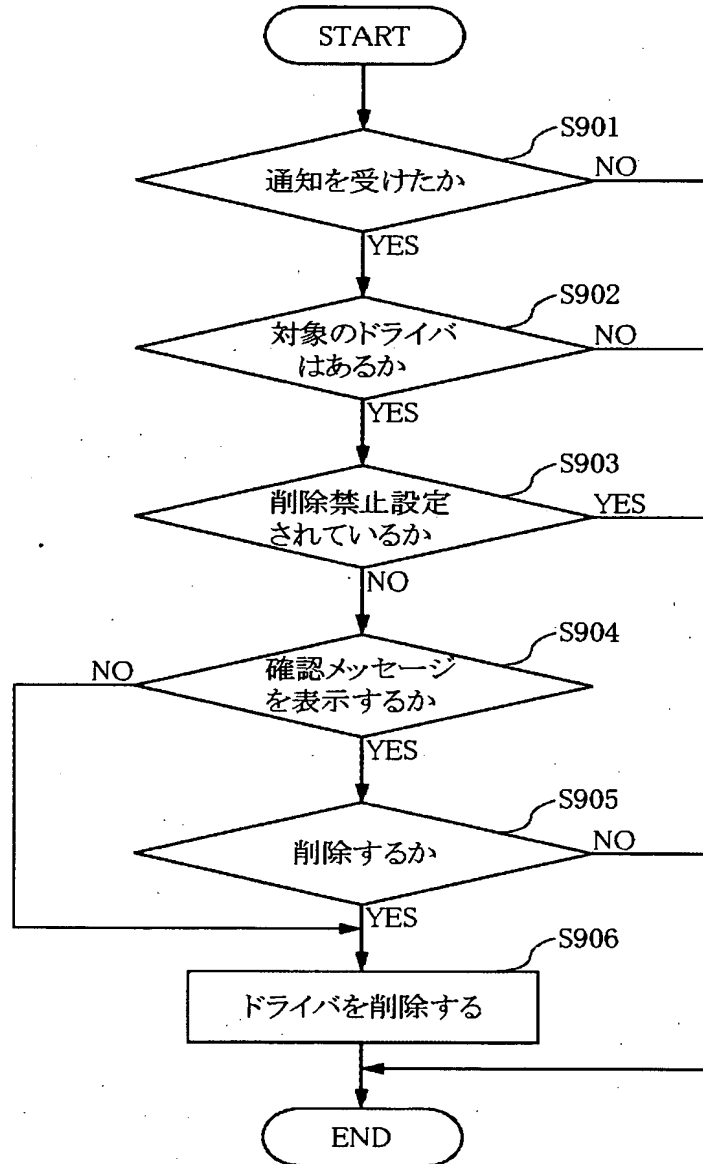 START
S901
通知を受けたか
NO
YES
S902
対象のドライバ
はあるか
NO
YES
S903
削除禁止設定
されているか
YES
NO
S904
NO
確認メッセージ
を表示するか
YES
S905
削除するか
NO
YES
S906
ドライバを削除する
END